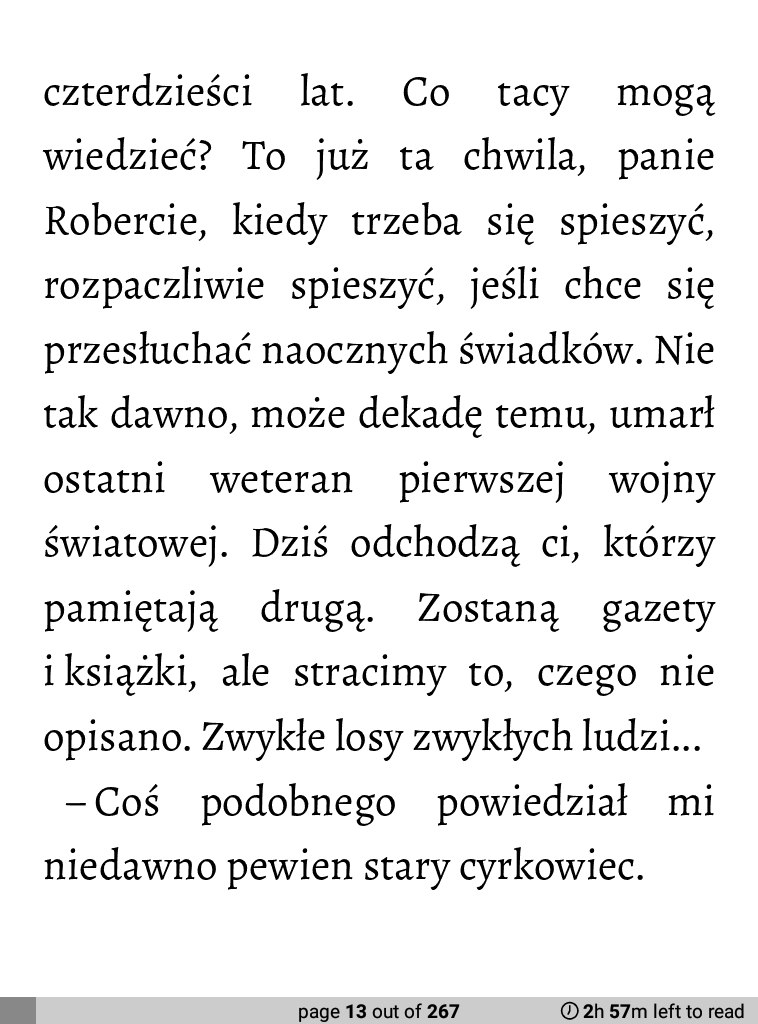 czterdzieści lat. Co tacy mogą
wiedzieć? To już ta chwila, panie
Robercie, kiedy trzeba się spieszyć,
rozpaczliwie spieszyć, jeśli chce się
przesłuchać naocznych świadków. Nie
tak dawno, może dekadę temu, umarł
ostatni weteran pierwszej wojny
światowej. Dziś odchodzą ci, którzy
pamiętają drugą. Zostaną gazety
i książki, ale stracimy to, czego nie
opisano. Zwykłe losy zwykłych ludzi...
– Coś podobnego powiedział mi
niedawno pewien stary cyrkowiec.
page 13 out of 267
2h 57m left to read